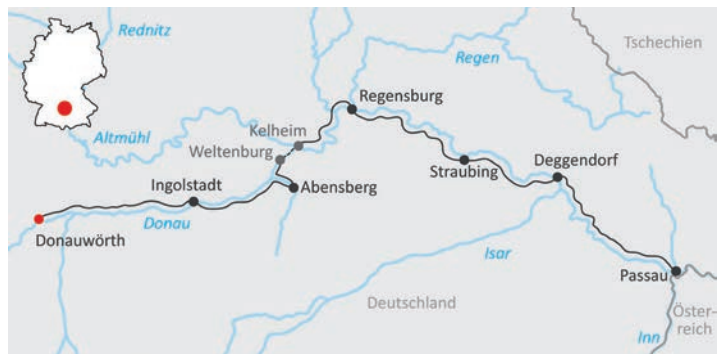 Rednitz
Tschechien
Regen
Regensburg
Altmühl
Kelheim
Weltenburg
Deggendorf
Straubing
Ingolstadt
Abensberg
Donau
Donauwörth
Isar
Passau
Deutschland
Öster-
reich
Inn